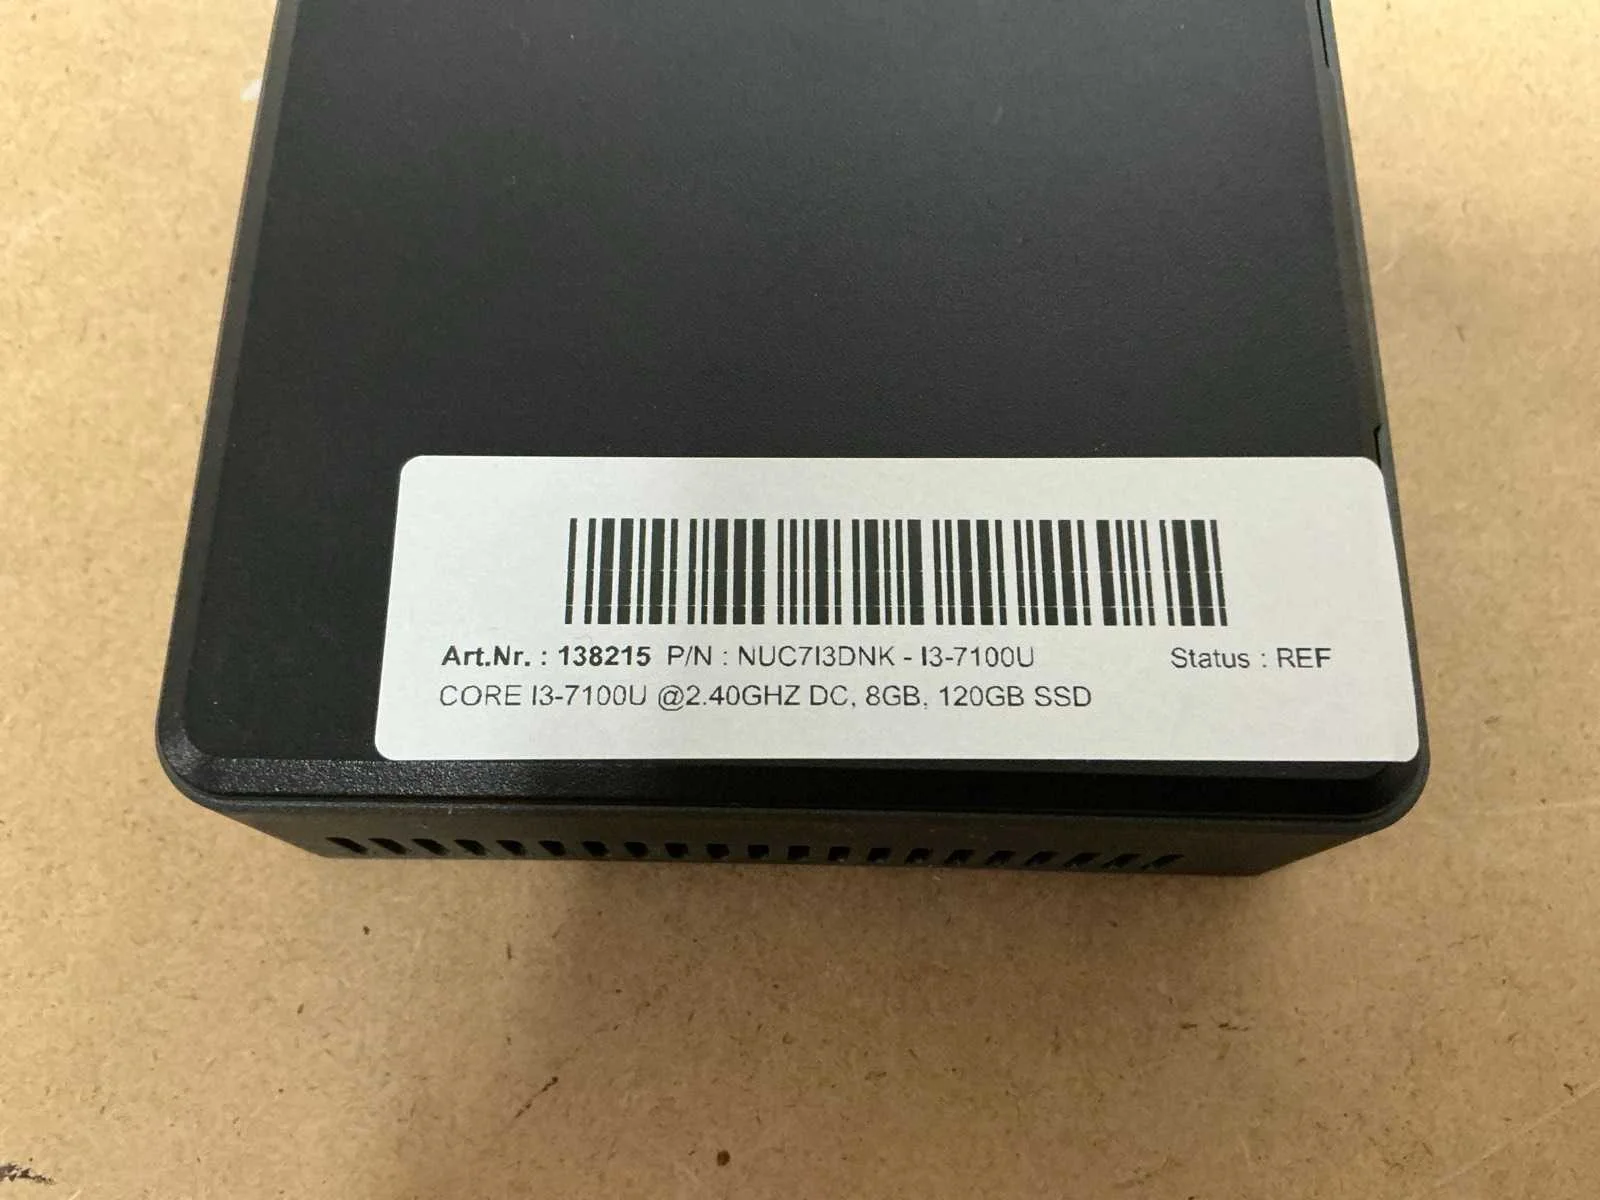 Art.Nr. : 138215 P/N : NUC7I3DNK - I3-7100U Status : REF
CORE I3-7100U @2.40GHZ DC, 8GB, 120GB SSD